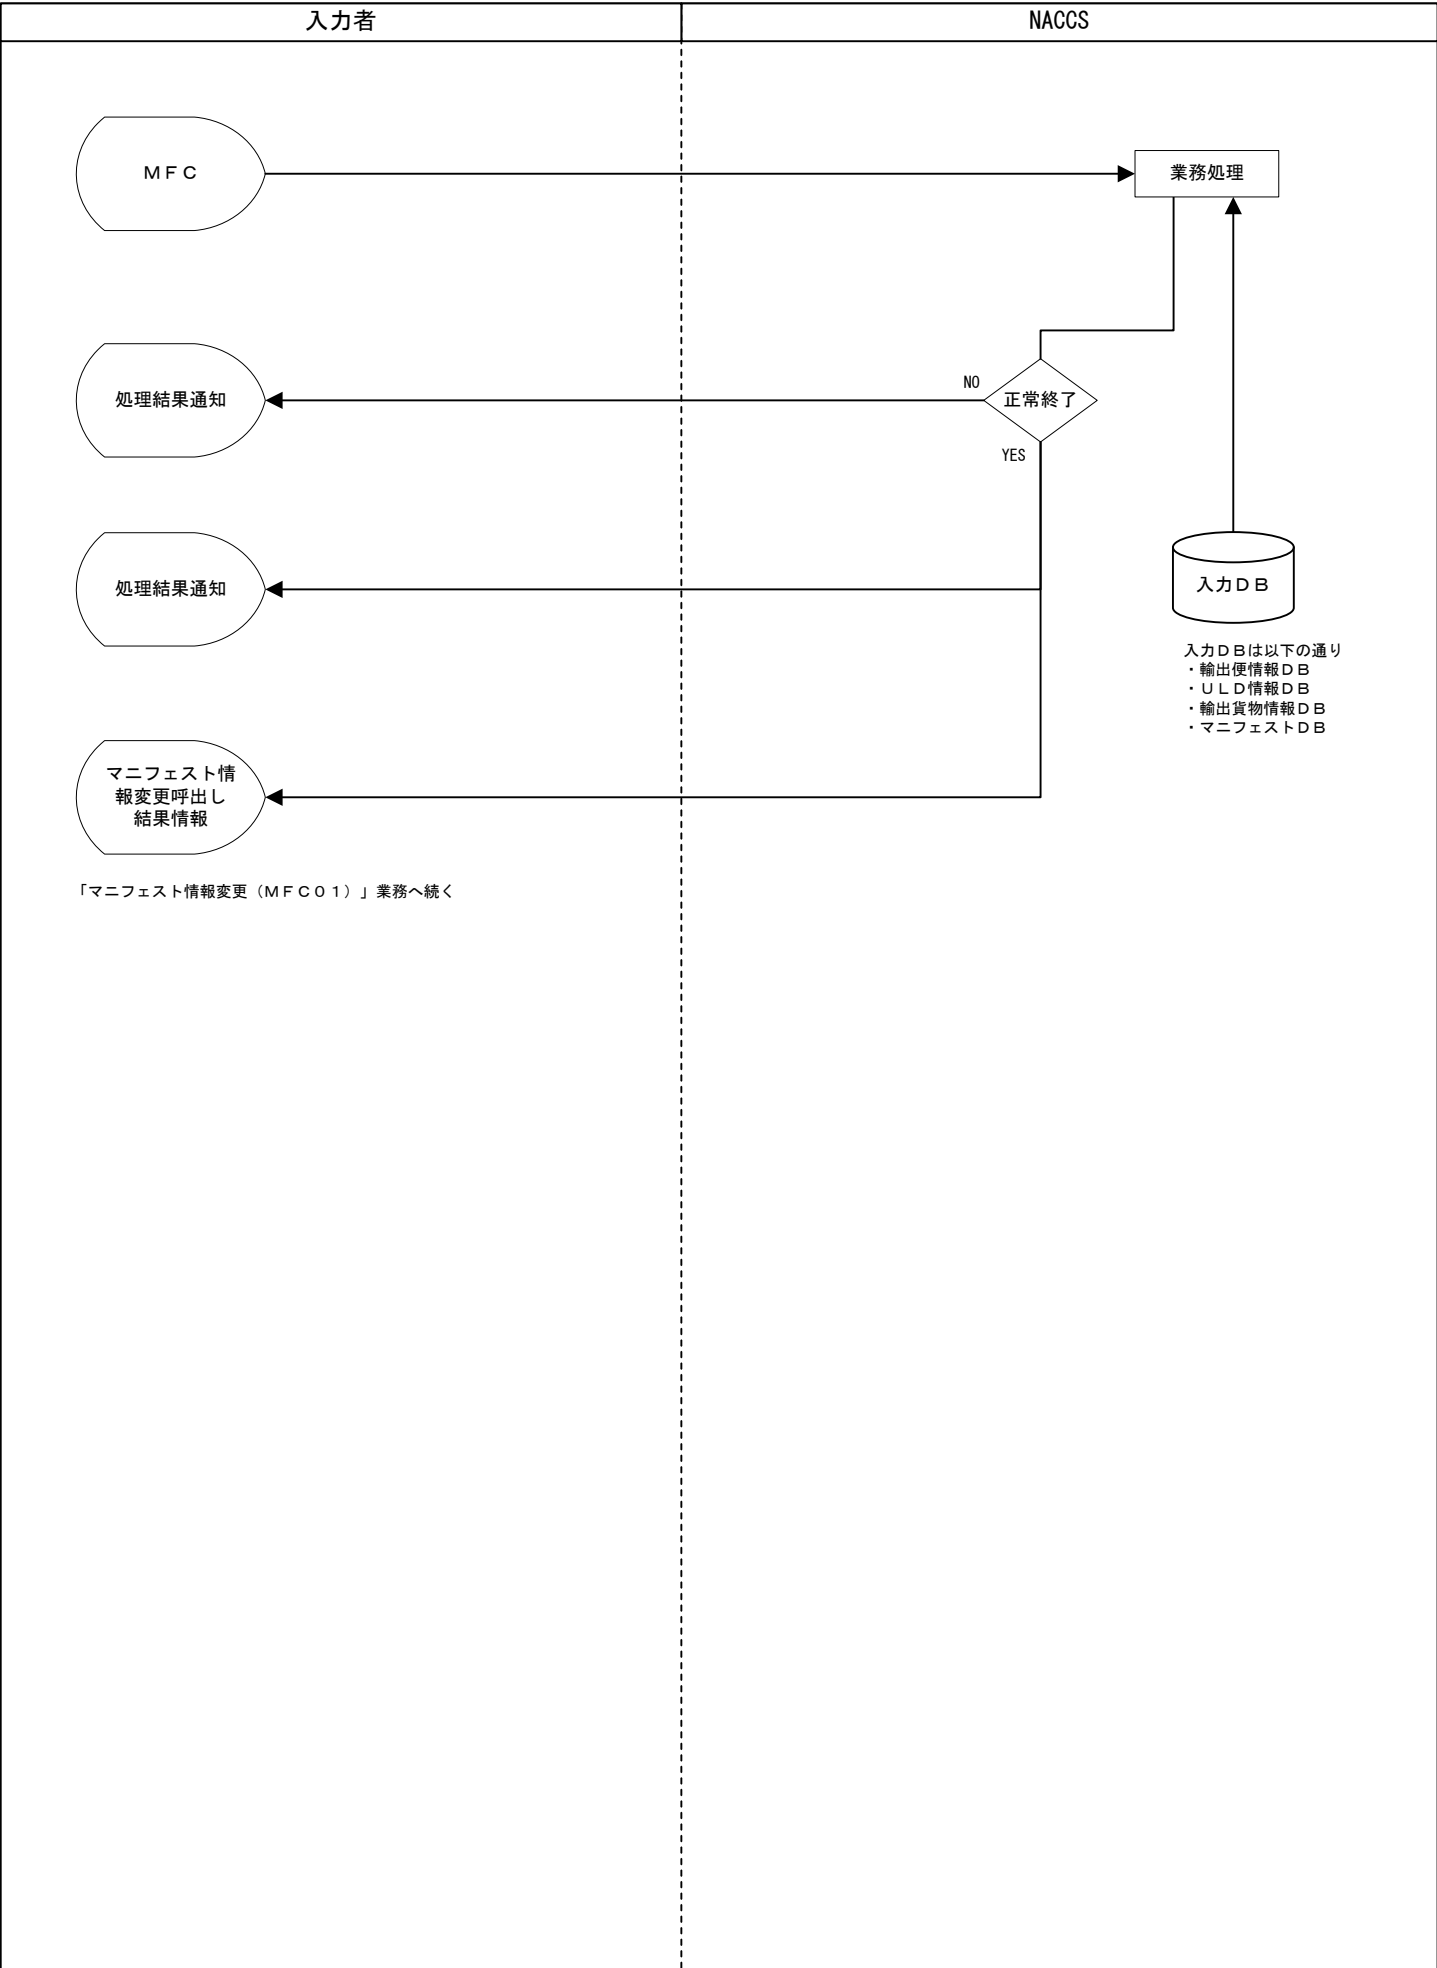 入力者
NACCS
ＭＦＣ
業務処理
処理結果通知
NO
正常終了
YES
処理結果通知
入力ＤＢ
入力ＤＢは以下の通り
・輸出便情報ＤＢ
・ＵＬＤ情報ＤＢ
・輸出貨物情報ＤＢ
・マニフェストＤＢ
マニフェスト情
報変更呼出し
結果情報
「マニフェスト情報変更（ＭＦＣ０１）」業務へ続く